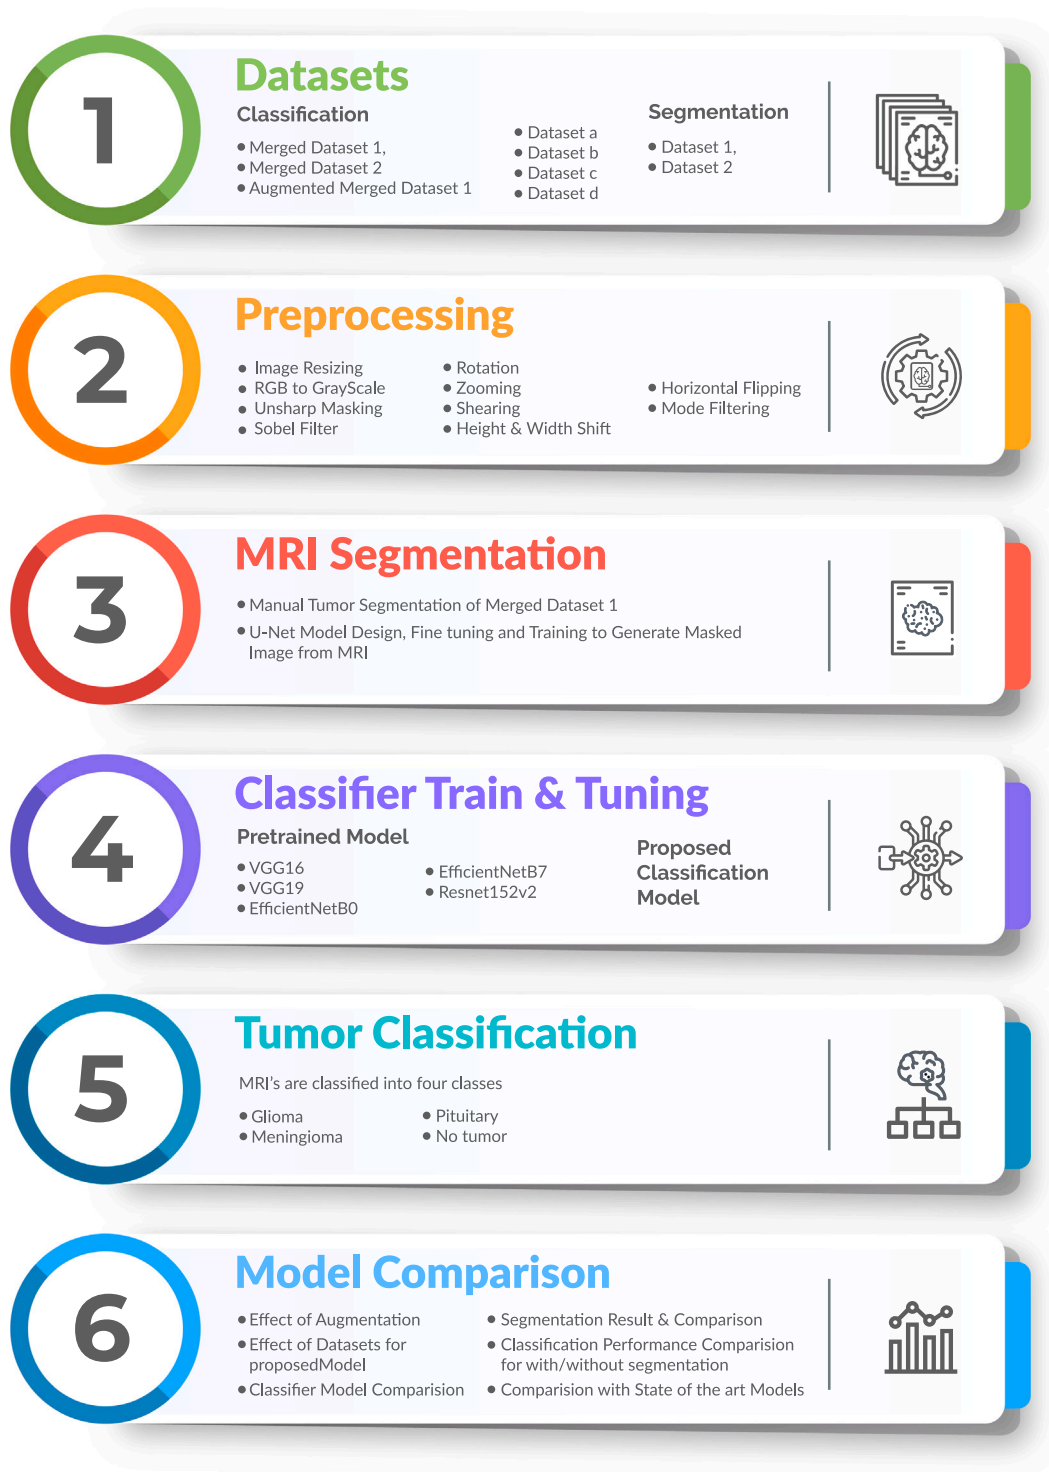 1
Datasets
Classification
• Merged Dataset 1,
• Merged Dataset 2
• Augmented Merged Dataset 1
• Dataset a
• Dataset b
• Dataset c
• Dataset d
Segmentation
• Dataset 1,
• Dataset 2
2
Preprocessing
• Image Resizing
• RGB to GrayScale
• Unsharp Masking
• Sobel Filter
• Rotation
• Zooming
• Shearing
• Height & Width Shift
• Horizontal Flipping
• Mode Filtering
3
MRI Segmentation
• Manual Tumor Segmentation of Merged Dataset 1
• U-Net Model Design, Fine tuning and Training to Generate Masked
Image from MRI
4
Classifier Train & Tuning
Pretrained Model
• VGG16
• VGG19
• EfficientNetB0
• EfficientNetB7
• Resnet152v2
Proposed
Classification
Model
5
Tumor Classification
MRI's are classified into four classes
• Glioma
• Meningioma
• Pituitary
• No tumor
6
Model Comparison
• Effect of Augmentation
• Effect of Datasets for
proposedModel
• Classifier Model Comparision
• Segmentation Result & Comparison
• Classification Performance Comparision
for with/without segmentation
• Comparision with State of the art Models